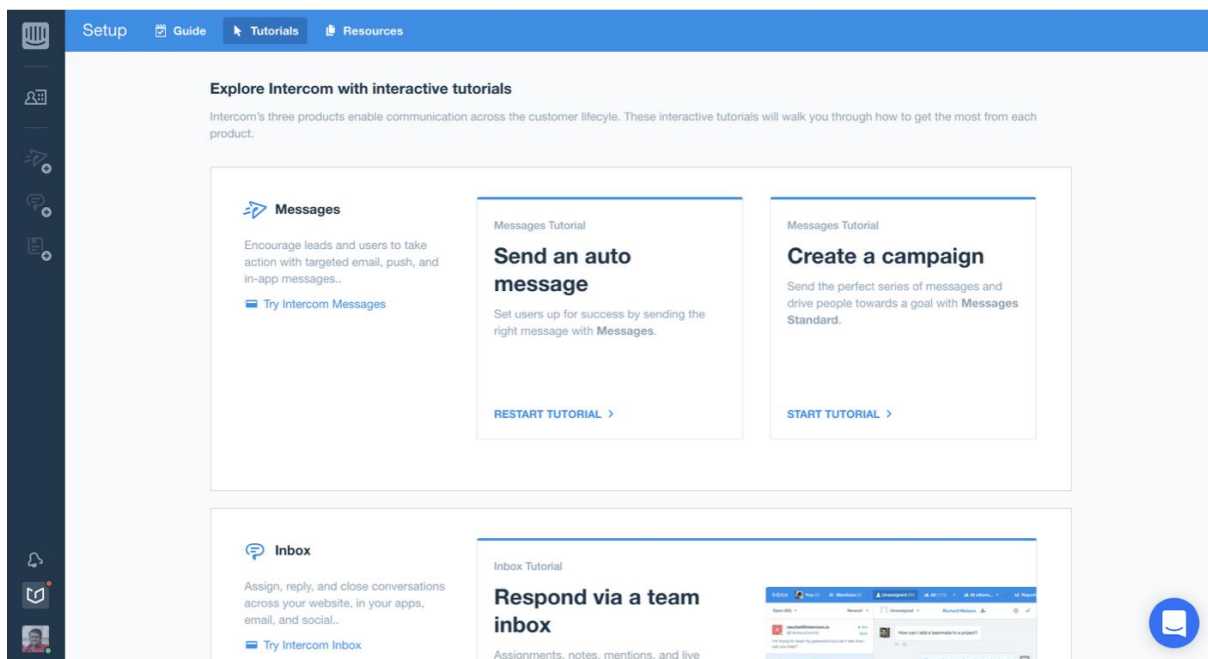 Setup Guide Tutorials Resources
Explore Intercom with interactive tutorials
Intercom's three products enable communication across the customer lifecyle. These interactive tutorials will walk you through how to get the most from each
product.
Messages
Encourage leads and users to take
action with targeted email, push, and
in-app messages..
Try Intercom Messages
Messages Tutorial
Send an auto
message
Set users up for success by sending the
right message with Messages.
RESTART TUTORIAL >
Messages Tutorial
Create a campaign
Send the perfect series of messages and
drive people towards a goal with Messages
Standard.
START TUTORIAL >
Inbox
Assign, reply, and close conversations
across your website, in your apps,
email, and social..
Try Intercom Inbox
Inbox Tutorial
Respond via a team
inbox
Assignments, notes, mentions, and live
Inbox
How can I add a teammate to a project?